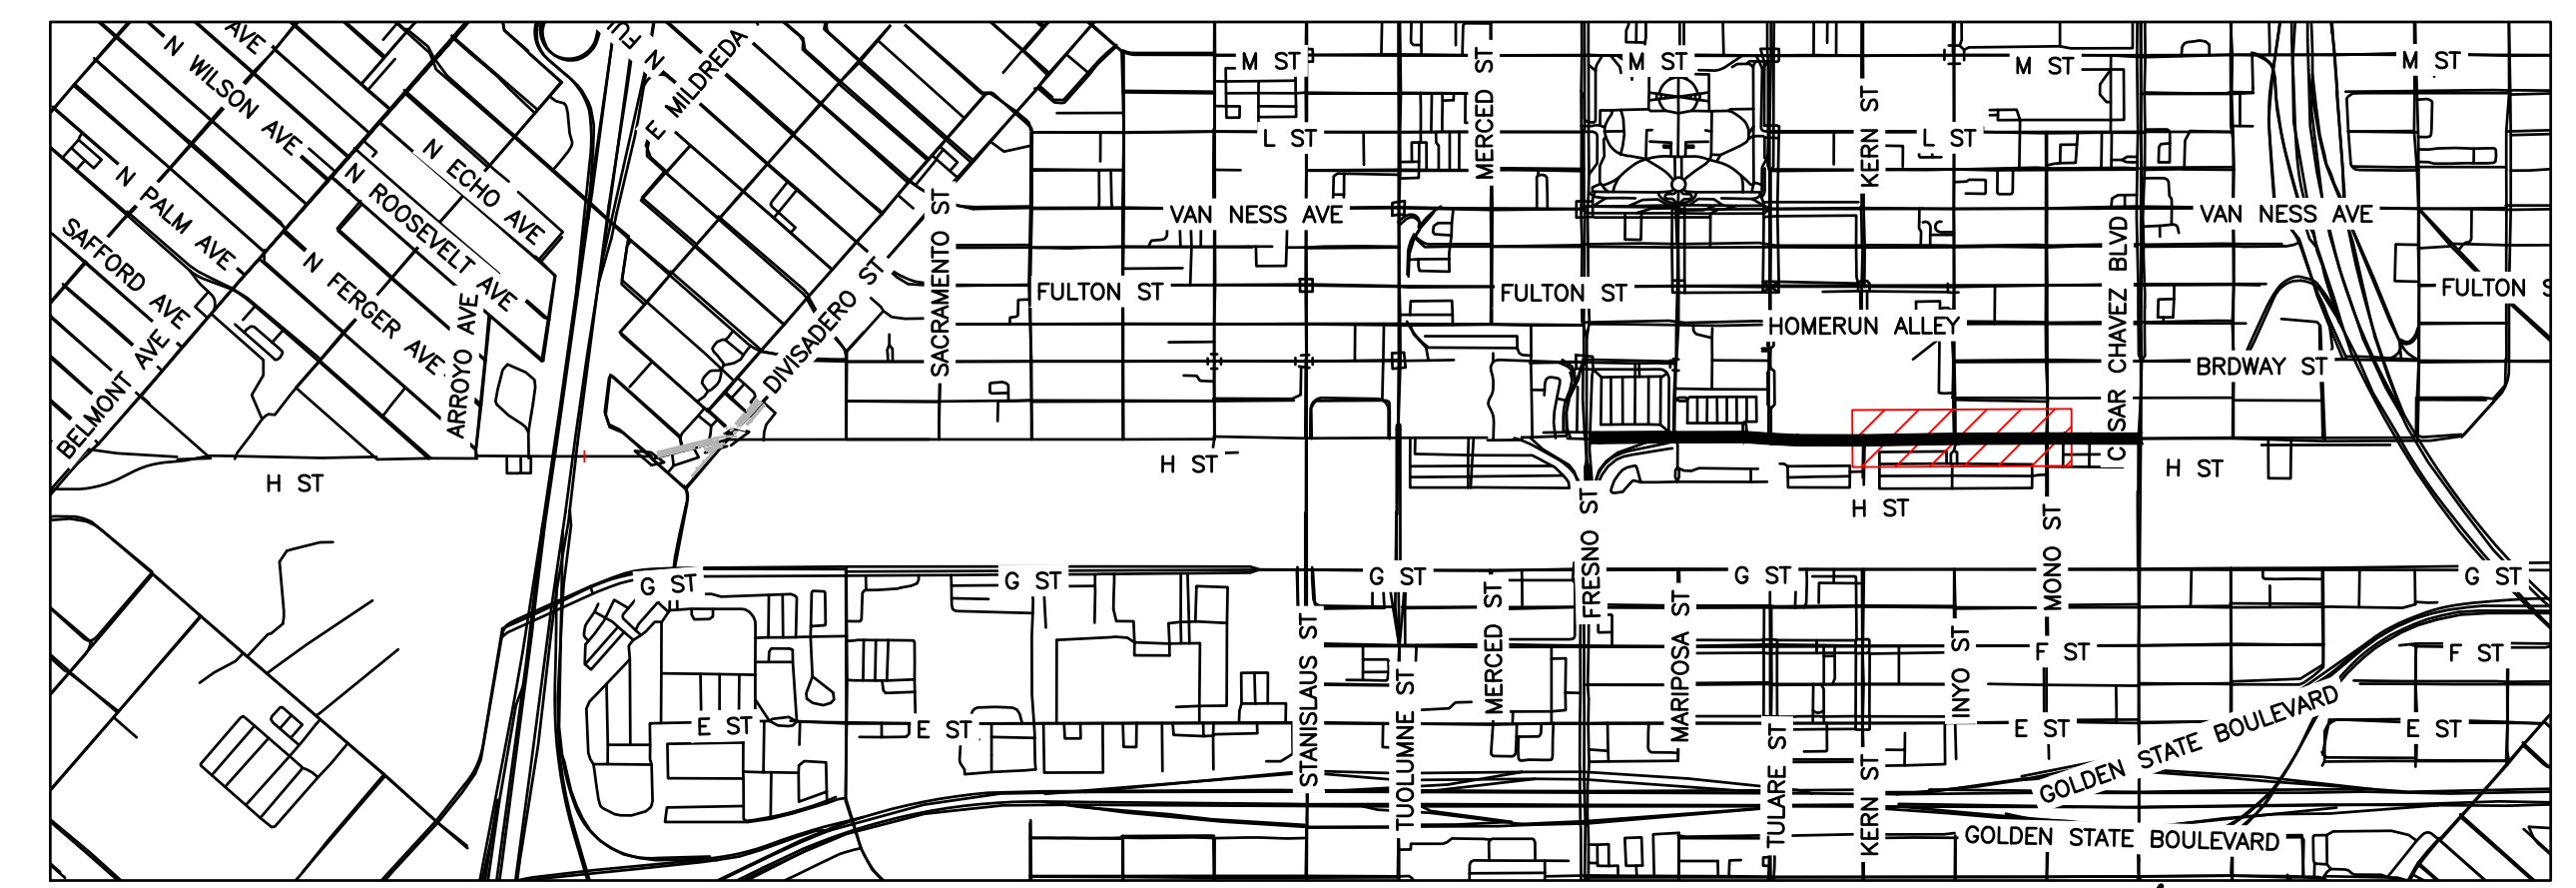 AVE
FU
N
E MILDREDA
N WILSON AVE
M ST
MERCED ST
M ST
M ST
M ST
N ECHO AVE
L ST
KERN ST
L ST
N PALM AVE
N ROOSEVELT AVE
SACRAMENTO ST
VAN NESS AVE
VAN NESS AVE
SAFFORD AVE
N FERGER AVE
DIVISADERO ST
FULTON ST
FULTON ST
FULTON S
BELMONT AVE
ARROYO AVE
HOMERUN ALLEY
C SAR CHAVEZ BLVD
BRDWAY ST
H ST
H ST
H ST
H ST
FRESNO ST
MONO ST
G ST
G ST
G ST
G ST
G ST
STANISLAUS ST
TUOLUMNE ST
MERCED ST
MARIPOSA ST
TULARE ST
KERN ST
INYO ST
F ST
F ST
E ST
E ST
E ST
E ST
GOLDEN STATE BOULEVARD
GOLDEN STATE BOULEVARD